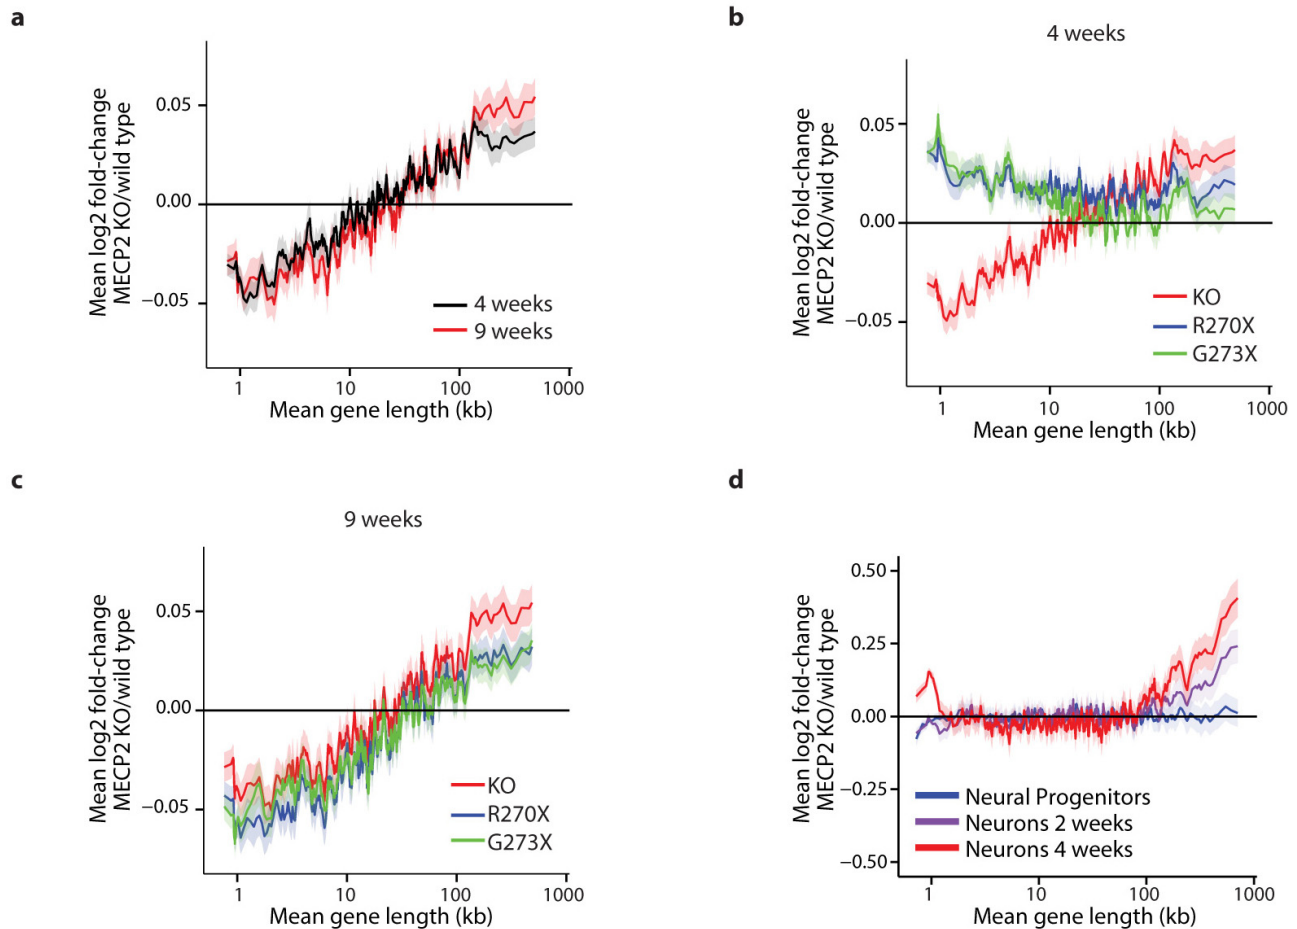 a
Mean log2 fold-change
MECP2 KO/wild type
0.05
0.00
−0.05
4 weeks
9 weeks
1 10 100 1000
Mean gene length (kb)
b
4 weeks
Mean log2 fold-change
MECP2 KO/wild type
0.05
0.00
−0.05
KO
R270X
G273X
1 10 100 1000
Mean gene length (kb)
c
9 weeks
Mean log2 fold-change
MECP2 KO/wild type
0.05
0.00
−0.05
KO
R270X
G273X
1 10 100 1000
Mean gene length (kb)
d
Mean log2 fold-change
MECP2 KO/wild type
0.50
0.25
0.00
−0.25
−0.50
Neural Progenitors
Neurons 2 weeks
Neurons 4 weeks
1 10 100 1000
Mean gene length (kb)